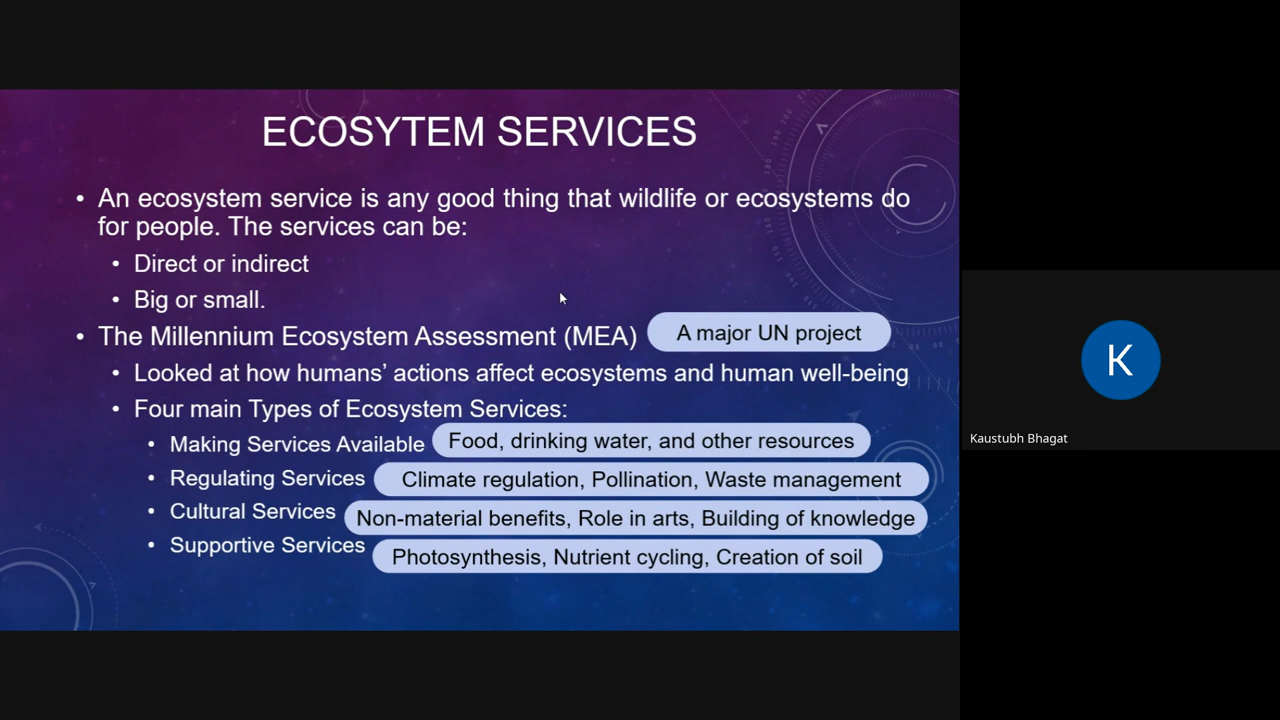 ECOSYTEM SERVICES
• An ecosystem service is any good thing that wildlife or ecosystems do
for people. The services can be:
• Direct or indirect
• Big or small.
• The Millennium Ecosystem Assessment (MEA) A major UN project
• Looked at how humans’ actions affect ecosystems and human well-being
• Four main Types of Ecosystem Services:
• Making Services Available Food, drinking water, and other resources
• Regulating Services Climate regulation, Pollination, Waste management
• Cultural Services Non-material benefits, Role in arts, Building of knowledge
• Supportive Services Photosynthesis, Nutrient cycling, Creation of soil
K
Kaustubh Bhagat